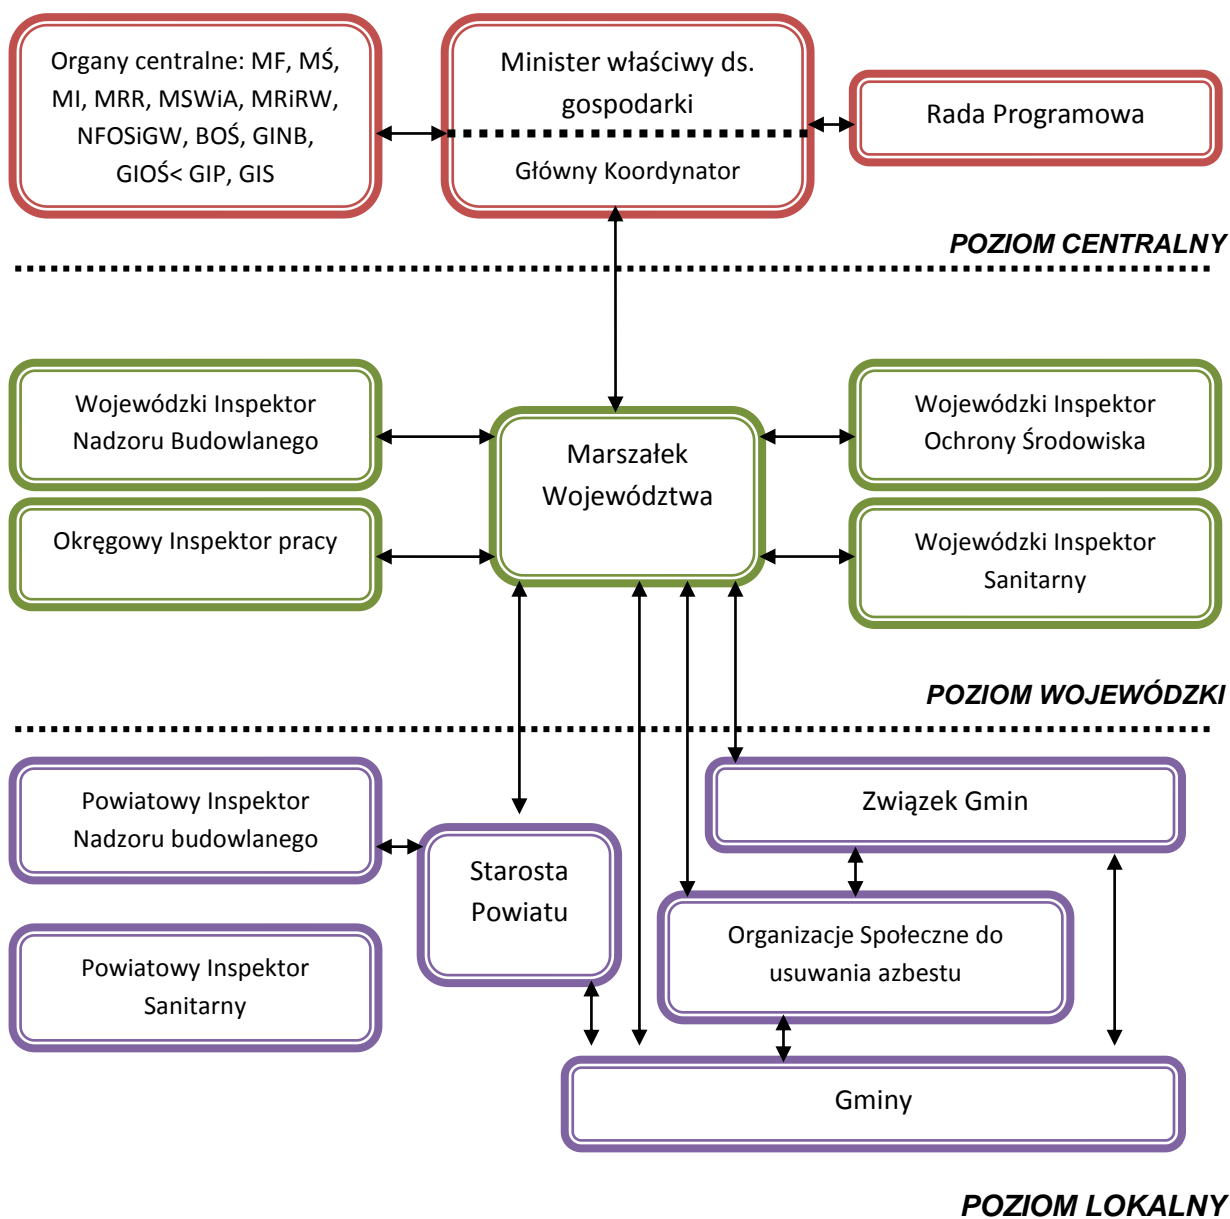 Organy centralne: MF, MŚ,
MI, MRR, MSWiA, MRiRW,
NFOSiGW, BOŚ, GINB,
GIOŚ< GIP, GIS
Minister właściwy ds.
gospodarki
Główny Koordynator
Rada Programowa
POZIOM CENTRALNY
Wojewódzki Inspektor
Nadzoru Budowlanego
Okręgowy Inspektor pracy
Marszałek
Województwa
Wojewódzki Inspektor
Ochrony Środowiska
Wojewódzki Inspektor
Sanitarny
POZIOM WOJEWÓDZKI
Powiatowy Inspektor
Nadzoru budowlanego
Powiatowy Inspektor
Sanitarny
Starosta
Powiatu
Związek Gmin
Organizacje Społeczne do
usuwania azbestu
Gminy
POZIOM LOKALNY